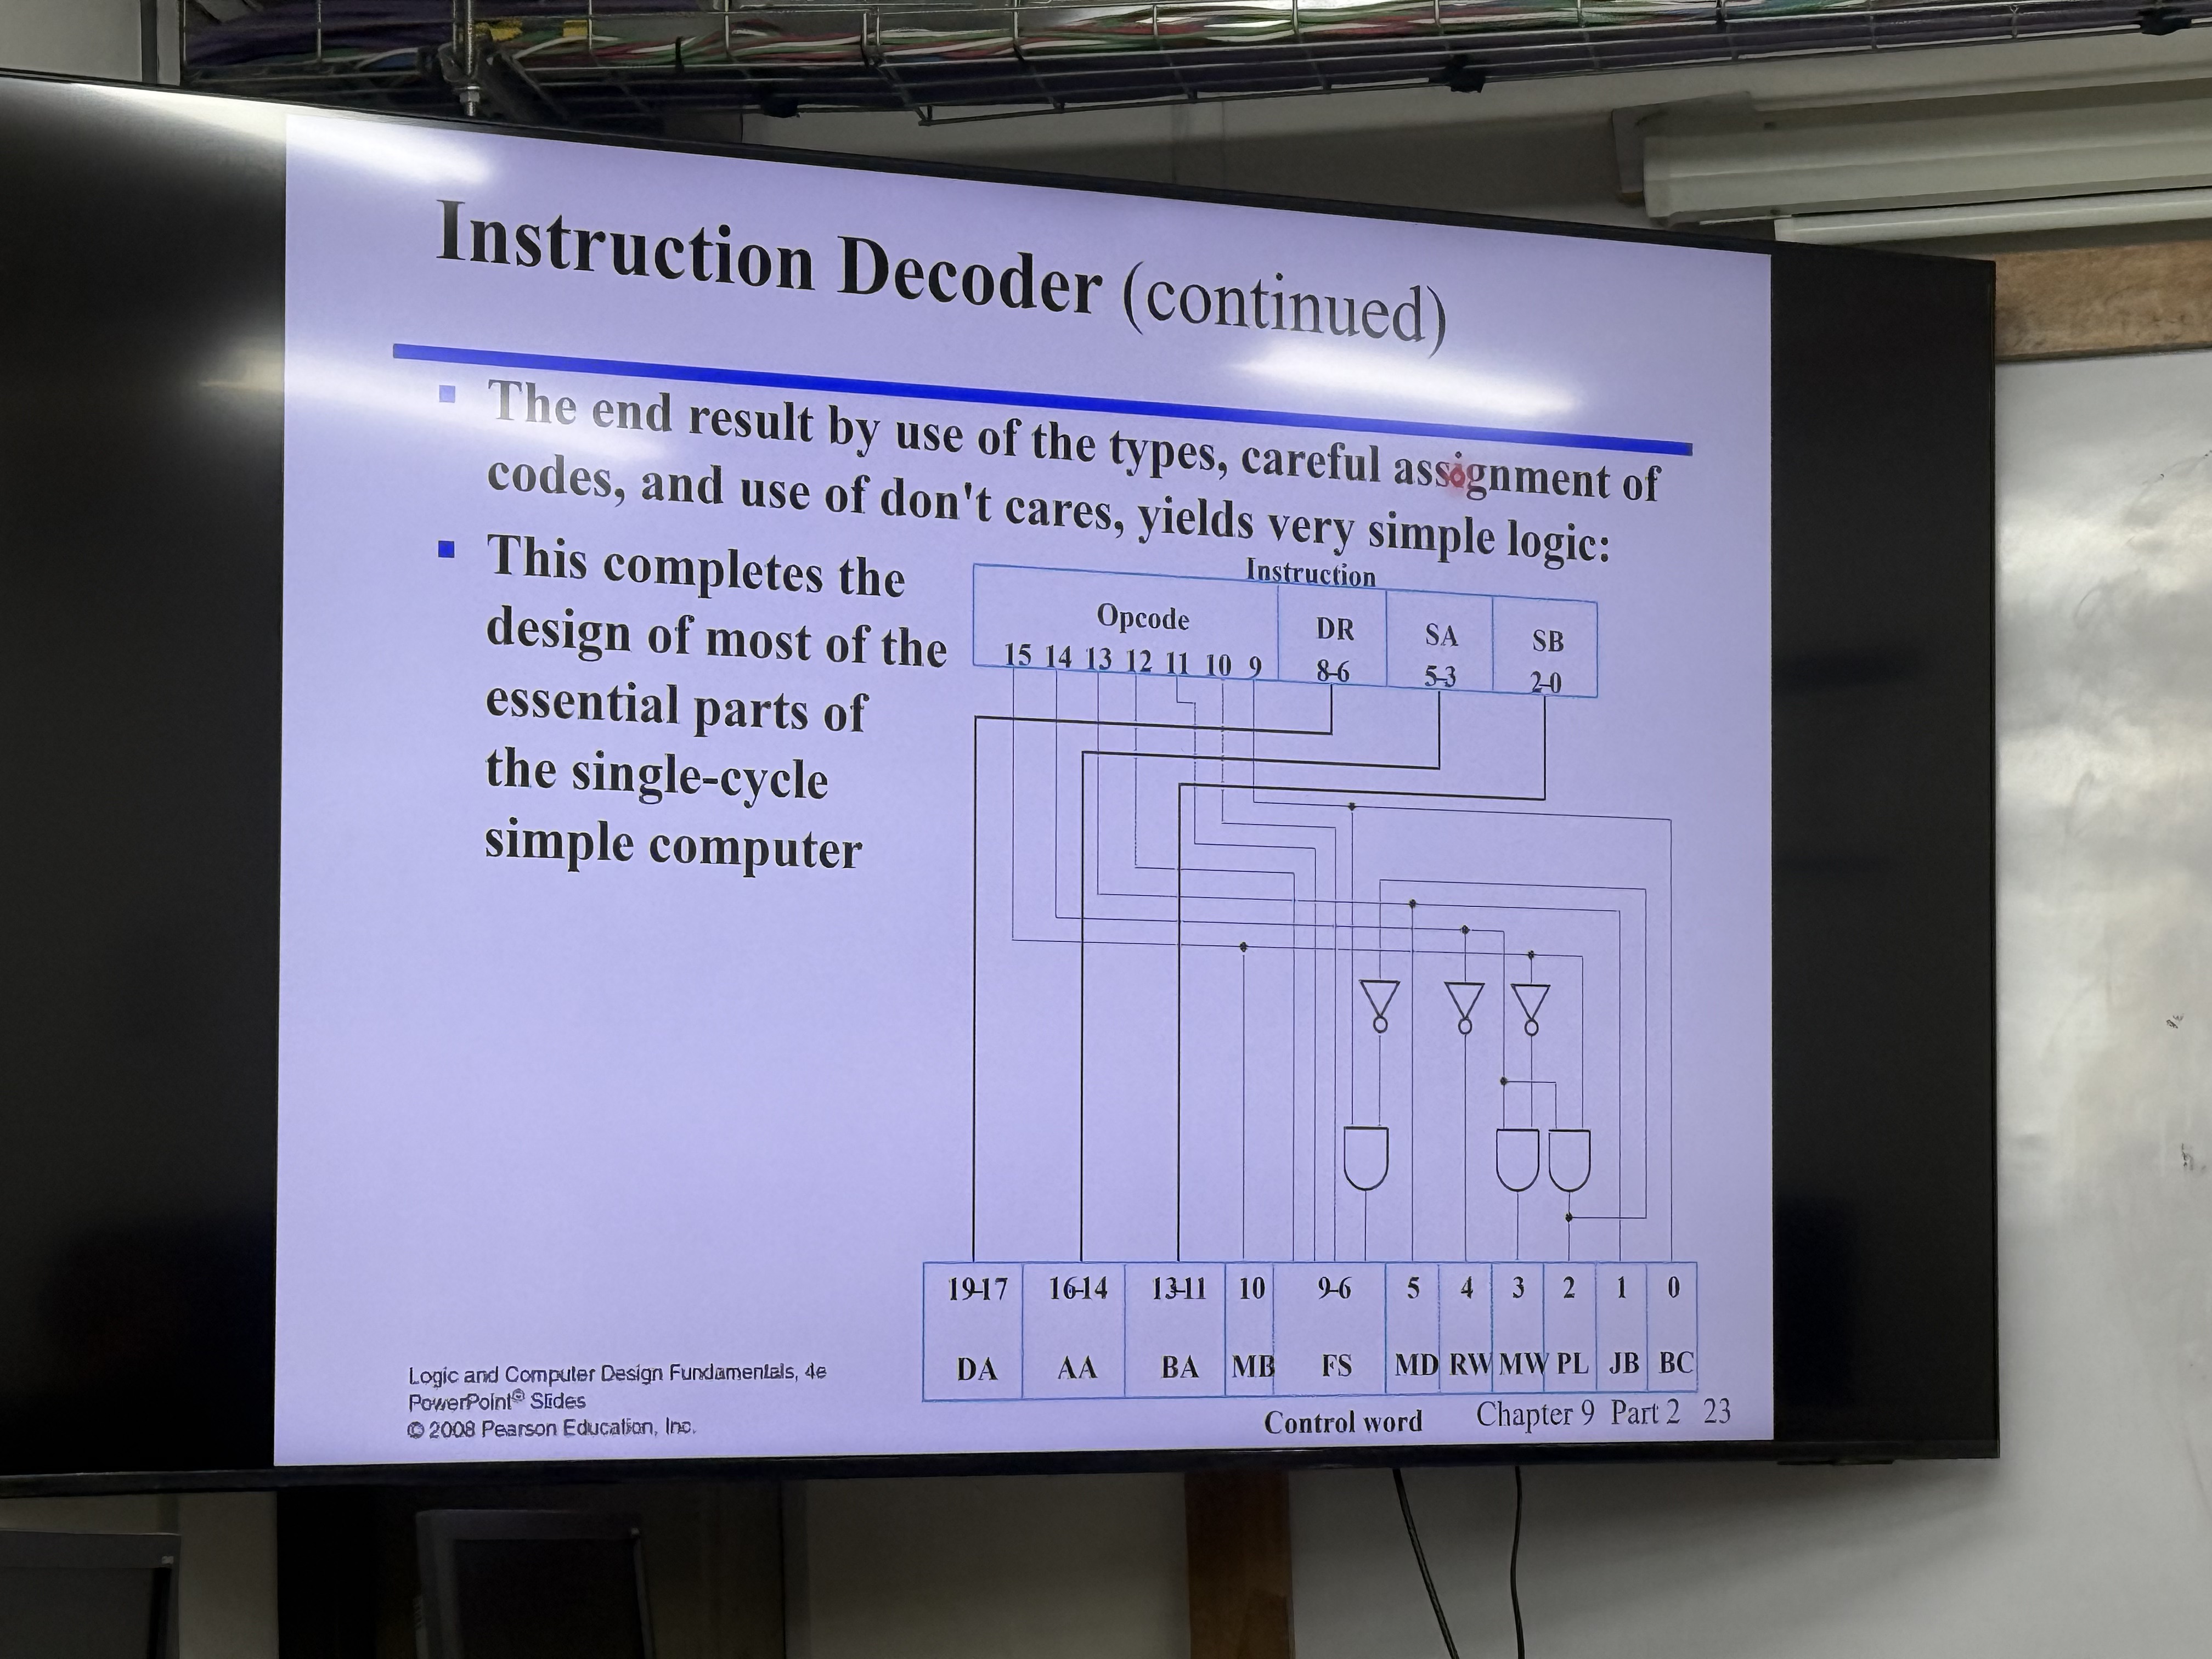 Instruction Decoder (continued)
The end result by use of the types, careful assignment of
codes, and use of don't cares, yields very simple logic:
This completes the
design of most of the
essential parts of
the single-cycle
simple computer
Instruction
Opcode DR SA SB
15 14 13 12 11 10 9 8-6 5-3 2-0
19-17 16-14 13-11 10 9-6 5 4 3 2 1 0
DA AA BA MB FS MD RW MW PL JB BC
Control word
Logic and Computer Design Fundamentals, 4e
PowerPoint® Slides
© 2008 Pearson Education, Inc.
Chapter 9 Part 2 23